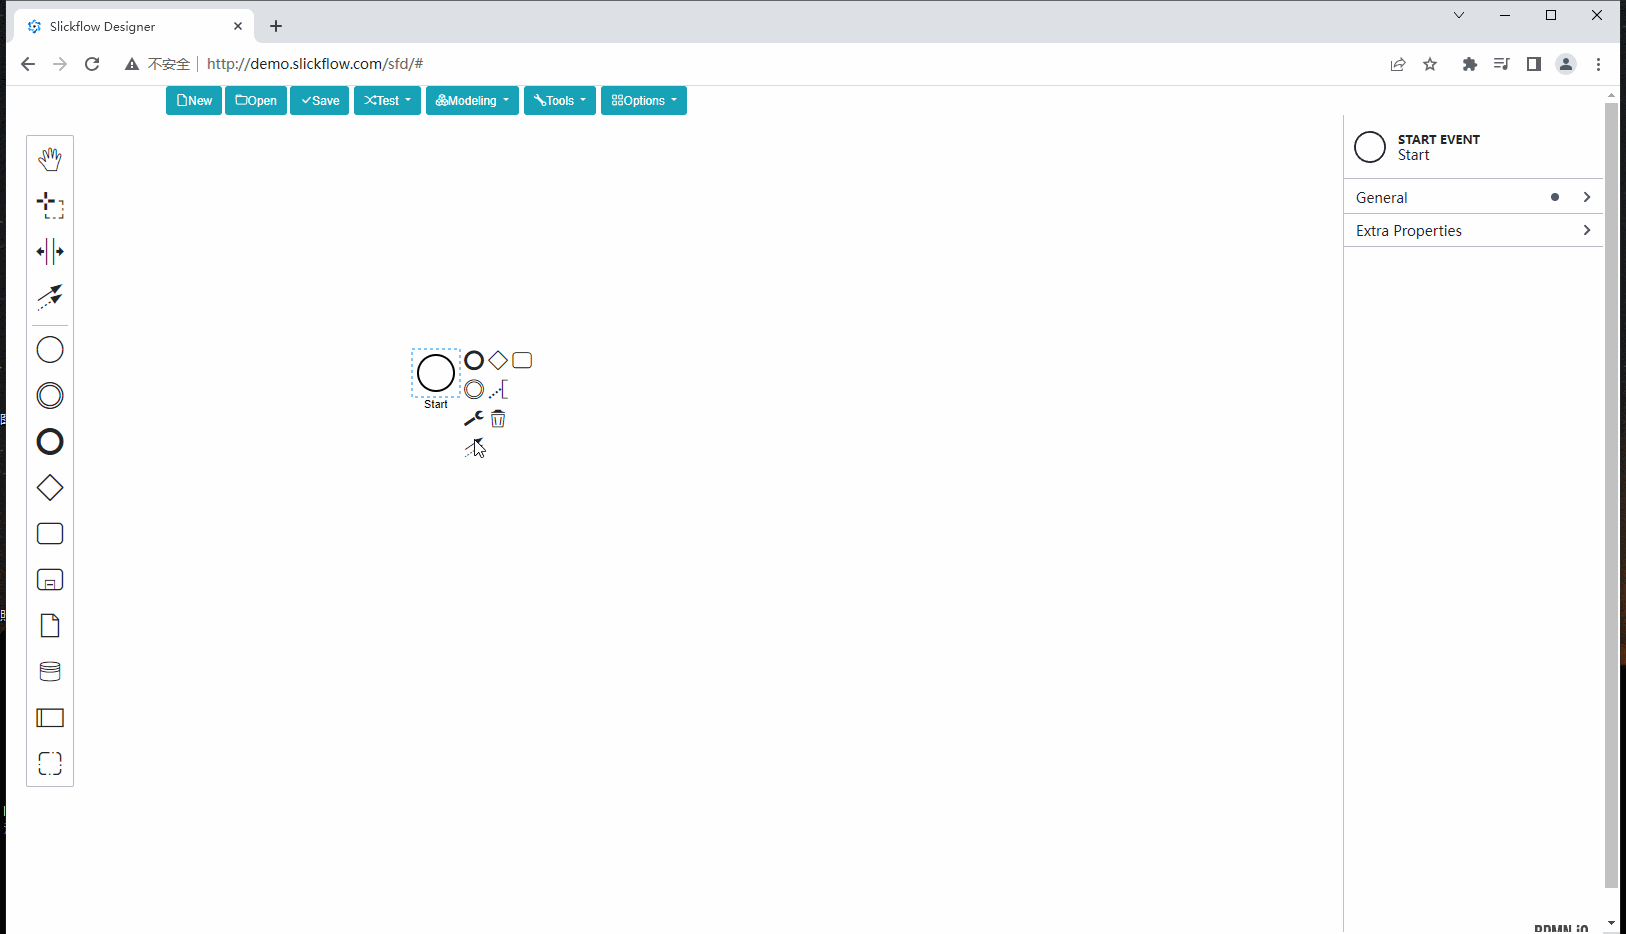 Slickflow Designer
不安全 http://demo.slickflow.com/sfd/#
New Open Save Test Modeling Tools Options
START EVENT
Start
General
Extra Properties
Start
BPMN.iO